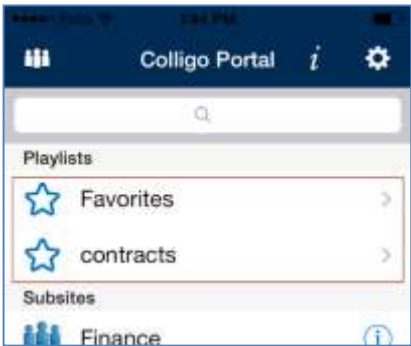 Colligo Portal i
Playlists
Favorites
contracts
Subsites
Finance